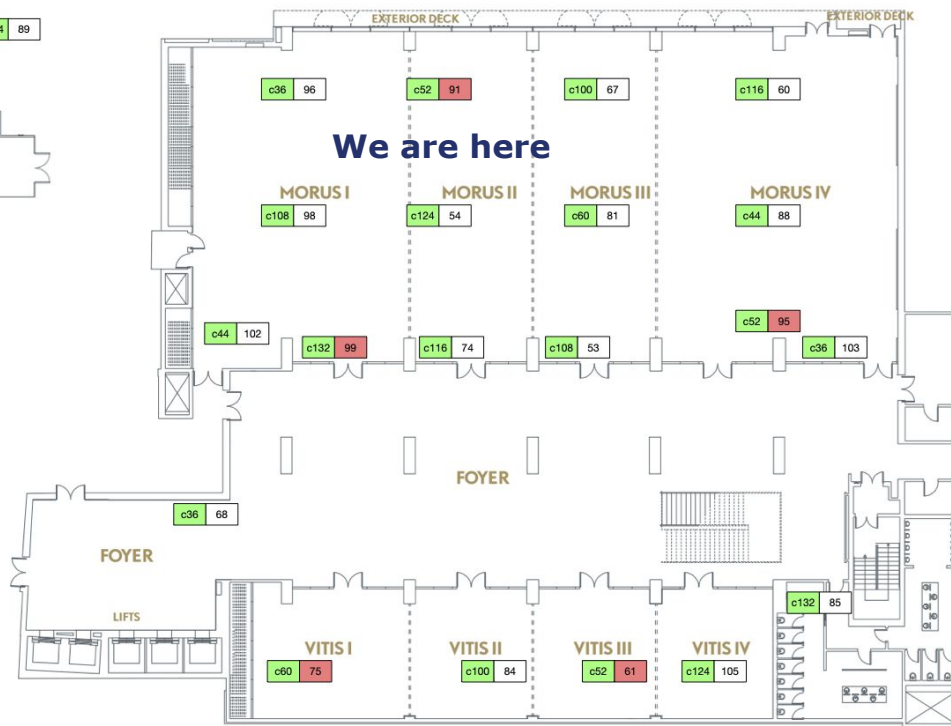 EXTERIOR DECK
EXTERIOR DECK
89
c36 96
c52 91
c100 67
c116 60
We are here
MORUS I
MORUS II
MORUS III
MORUS IV
c108 98
c124 54
c60 81
c44 88
c52 95
c44 102
c132 99
c116 74
c108 53
c36 103
FOYER
c36 68
FOYER
LIFTS
c132 85
VITIS I
VITIS II
VITIS III
VITIS IV
c60 75
c100 84
c52 61
c124 105